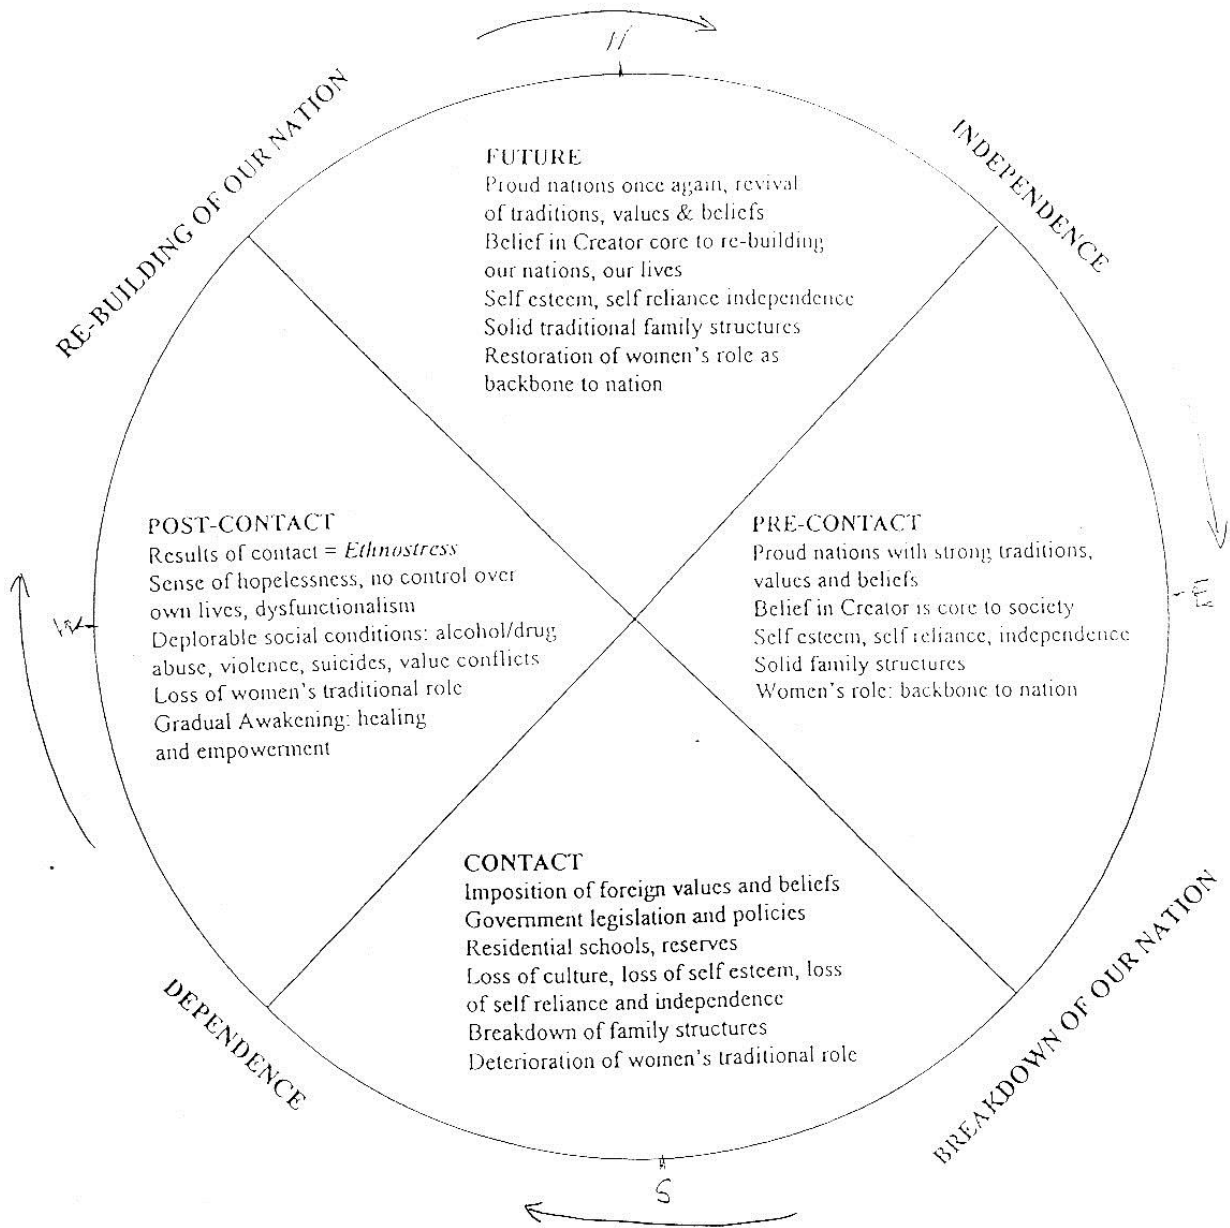 N
RE-BUILDING OF OUR NATION
INDEPENDENCE
FUTURE
Proud nations once again, revival
of traditions, values & beliefs
Belief in Creator core to re-building
our nations, our lives
Self esteem, self reliance independence
Solid traditional family structures
Restoration of women's role as
backbone to nation
POST-CONTACT
Results of contact = Ethnostress
Sense of hopelessness, no control over
own lives, dysfunctionalism
Deplorable social conditions: alcohol/drug
abuse, violence, suicides, value conflicts
Loss of women's traditional role
Gradual Awakening: healing
and empowerment
W
PRE-CONTACT
Proud nations with strong traditions,
values and beliefs
Belief in Creator is core to society
Self esteem, self reliance, independence
Solid family structures
Women's role: backbone to nation
E
CONTACT
Imposition of foreign values and beliefs
Government legislation and policies
Residential schools, reserves
Loss of culture, loss of self esteem, loss
of self reliance and independence
Breakdown of family structures
Deterioration of women's traditional role
DEPENDENCE
BREAKDOWN OF OUR NATION
S